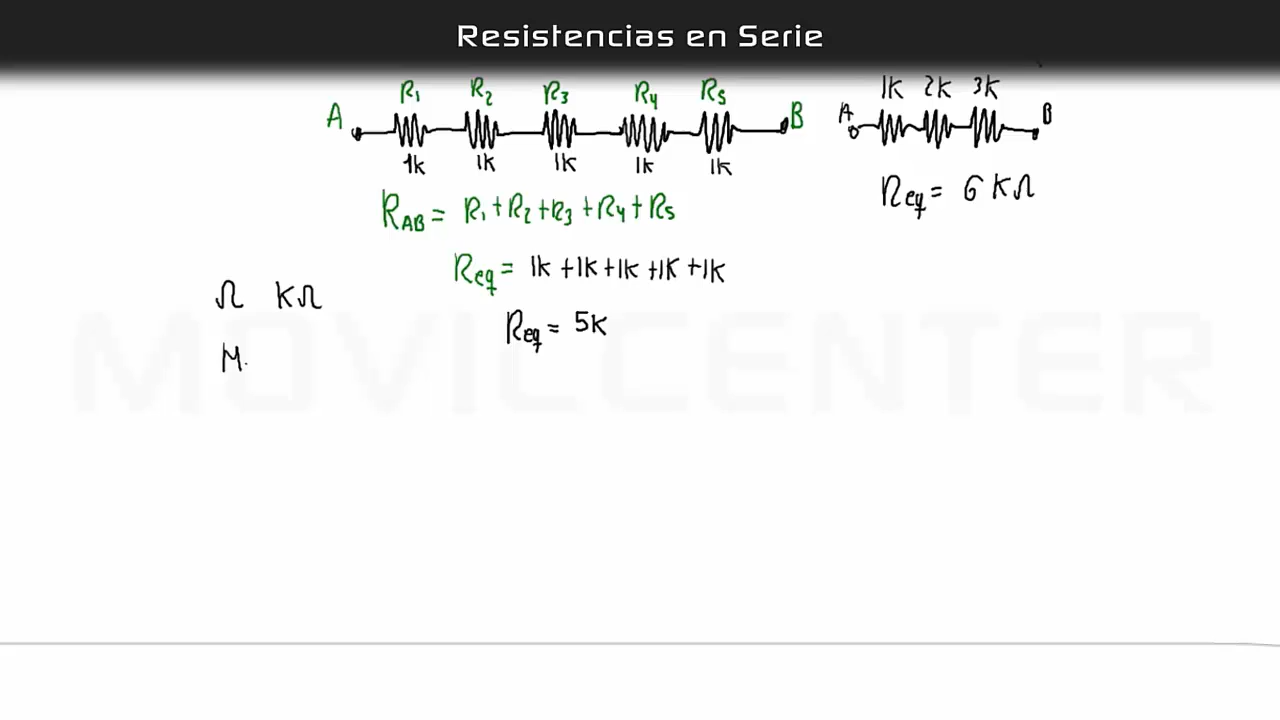 Resistencias en Serie
R1 R2 R3 R4 R5
A B
1k 1k 1k 1k 1k
RAB = R1 + R2 + R3 + R4 + R5
Req = 1k + 1k + 1k + 1k + 1k
Req = 5k
1k 2k 3k
A B
Req = 6 KΩ
Ω KΩ
M
MOVILCENTER